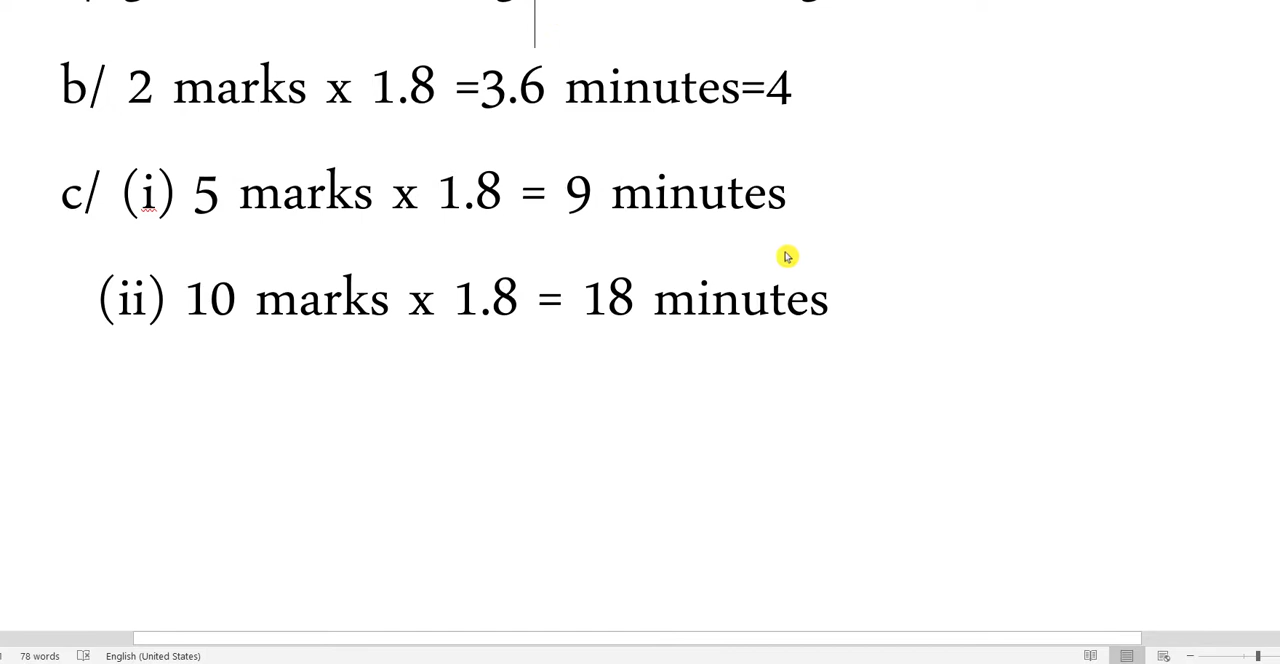 b/ 2 marks x 1.8 =3.6 minutes=4
c/ (i) 5 marks x 1.8 = 9 minutes
(ii) 10 marks x 1.8 = 18 minutes
78 words English (United States)